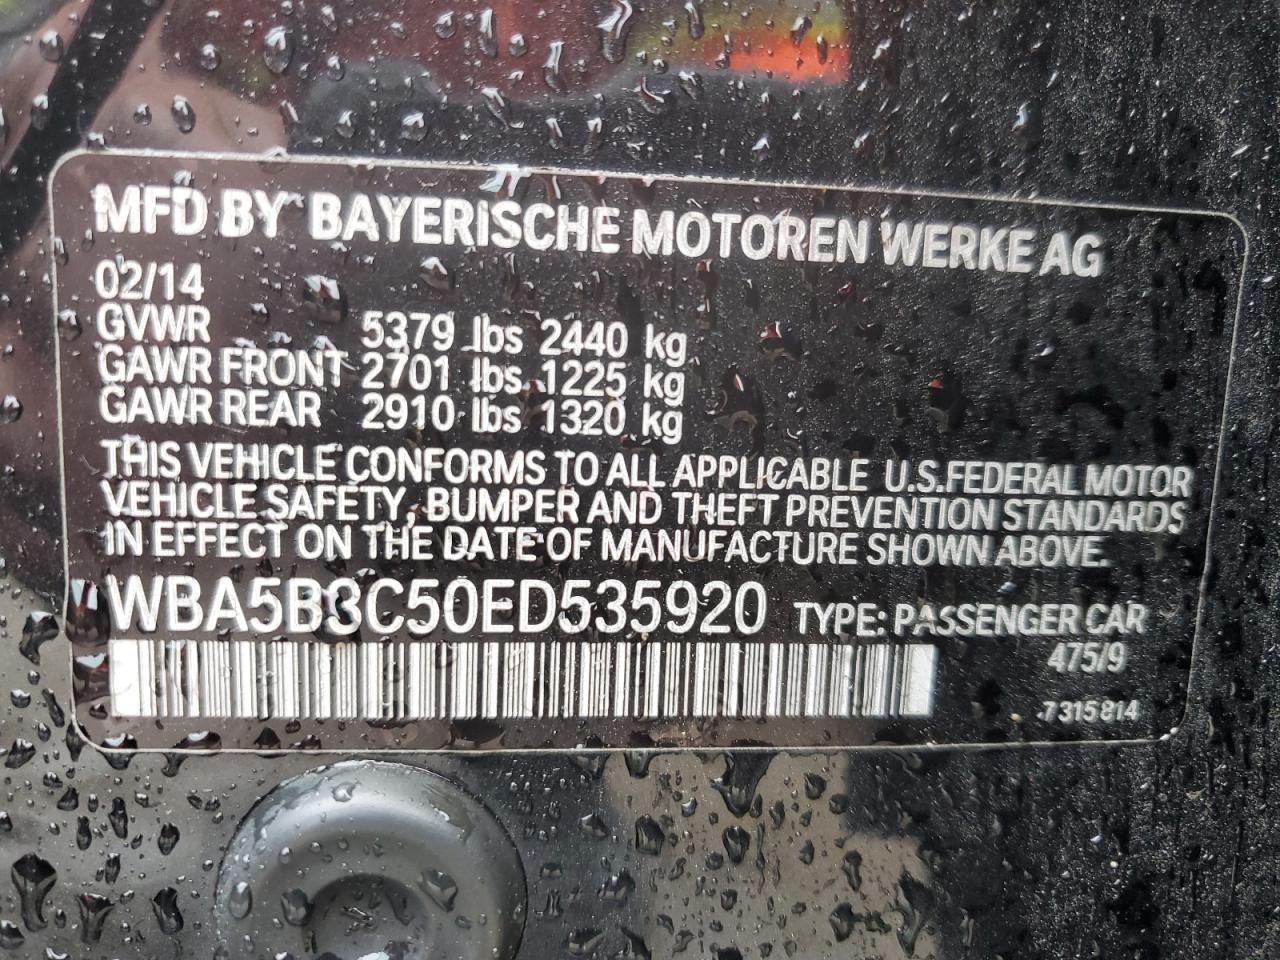 MFD BY BAYERISCHE MOTOREN WERKE AG
02/14
GVWR 5379 lbs 2440 kg
GAWR FRONT 2701 lbs 1225 kg
GAWR REAR 2910 lbs 1320 kg
THIS VEHICLE CONFORMS TO ALL APPLICABLE U.S.FEDERAL MOTOR
VEHICLE SAFETY, BUMPER AND THEFT PREVENTION STANDARDS
IN EFFECT ON THE DATE OF MANUFACTURE SHOWN ABOVE.
WBA5B3C50ED535920 TYPE: PASSENGER CAR
475/9
7315814